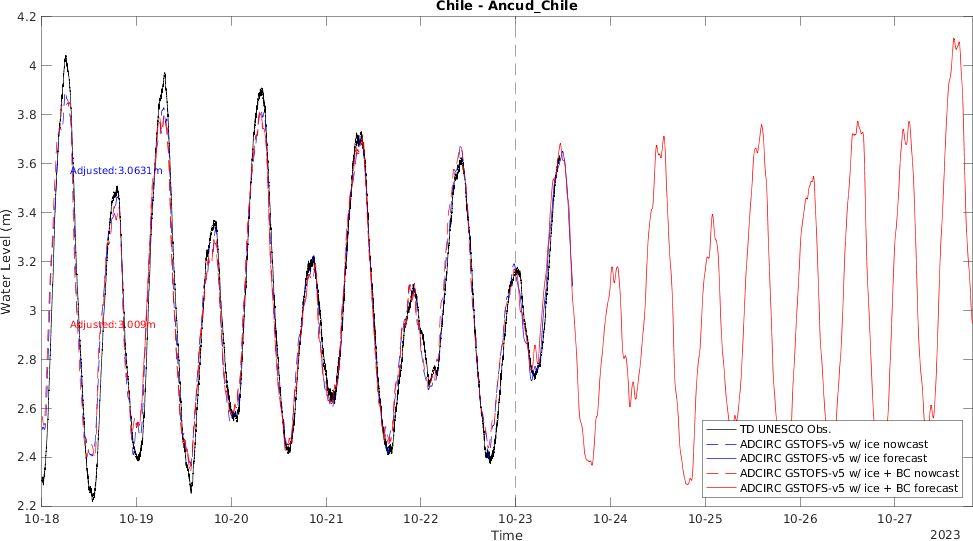 Chile - Ancud_Chile
4.2
4
3.8
3.6
3.4
3.2
3
2.8
2.6
2.4
2.2
Water Level (m)
Adjusted:3.0631m
Adjusted:3.009m
TD UNESCO Obs.
ADCIRC GSTOFS-v5 w/ ice nowcast
ADCIRC GSTOFS-v5 w/ ice forecast
ADCIRC GSTOFS-v5 w/ ice + BC nowcast
ADCIRC GSTOFS-v5 w/ ice + BC forecast
10-18 10-19 10-20 10-21 10-22 10-23 10-24 10-25 10-26 10-27
Time
2023